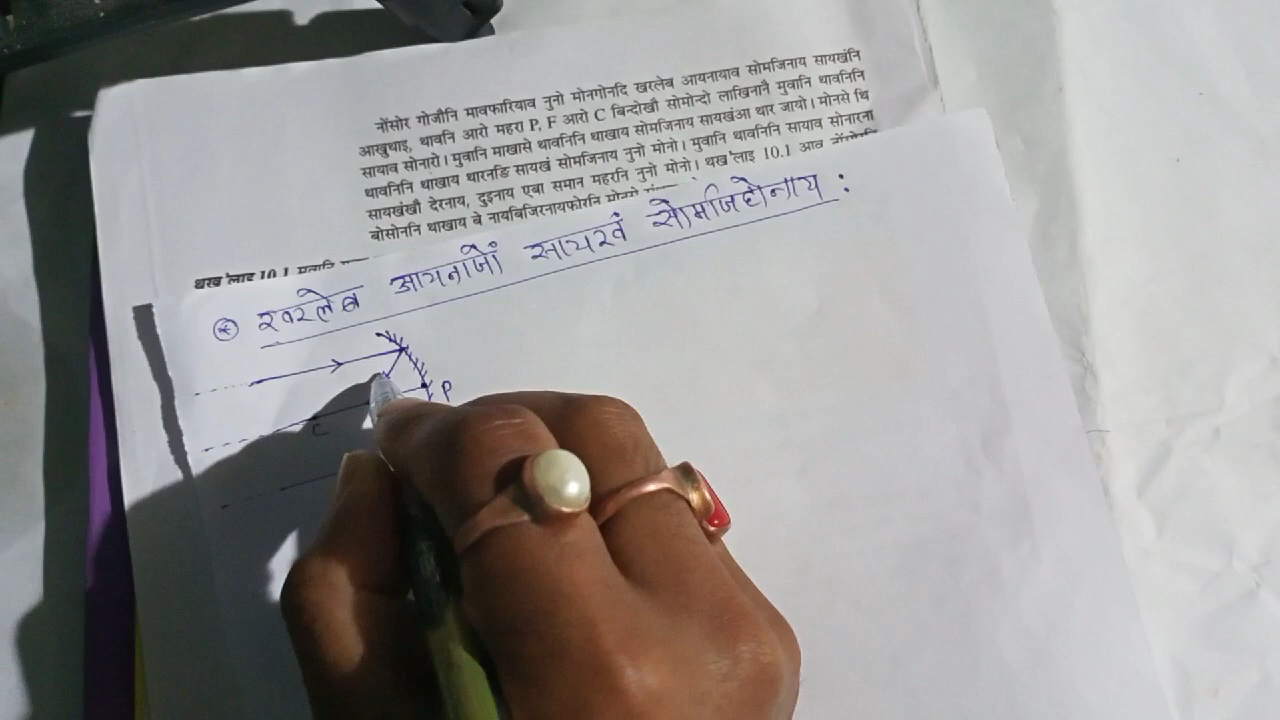 नोंसोर गोजौनि मावफारियाव नुनो मोनगोनदि खरलेब आयनायाव सोमजिनाय सायखंनि
आखुथाइ, थावनि आरो महरा P, F आरो C बिन्दोखौ सोमोन्दो लाखिनानै मुवानि थावनिनि
सायाव सोनारो। मुवानि माखासे थावनिनि थाखाय सोमजिनाय सायखंआ थार जायो। मोनसे थि
थावनिनि थाखाय थारनङि सायखं सोमजिनाय नुनो मोनो। मुवानि थावनिनि सायाव सोनारना
सायखंखौ देरनाय, दुइनाय एबा समान महरनि नुनो मोनो। थख'लाइ 10.1 आव
बोसोननि थाखाय बे नायबिजिरनायफोरनि
थख'लाइ 10.1 मुवानि
* खरलेब आयनाजों सायखं सोमजिहोनाय :
P
C